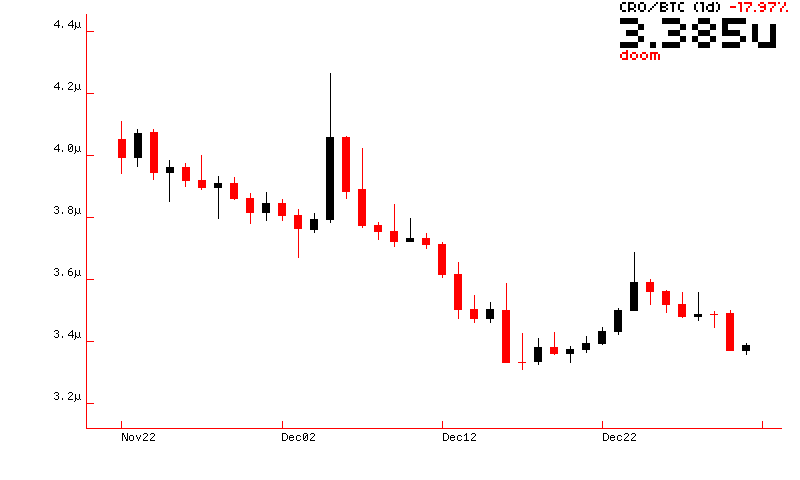 CRO/BTC (1d) -17.97%
3.385u
doom
4.4µ
4.2µ
4.0µ
3.8µ
3.6µ
3.4µ
3.2µ
Nov22 Dec02 Dec12 Dec22